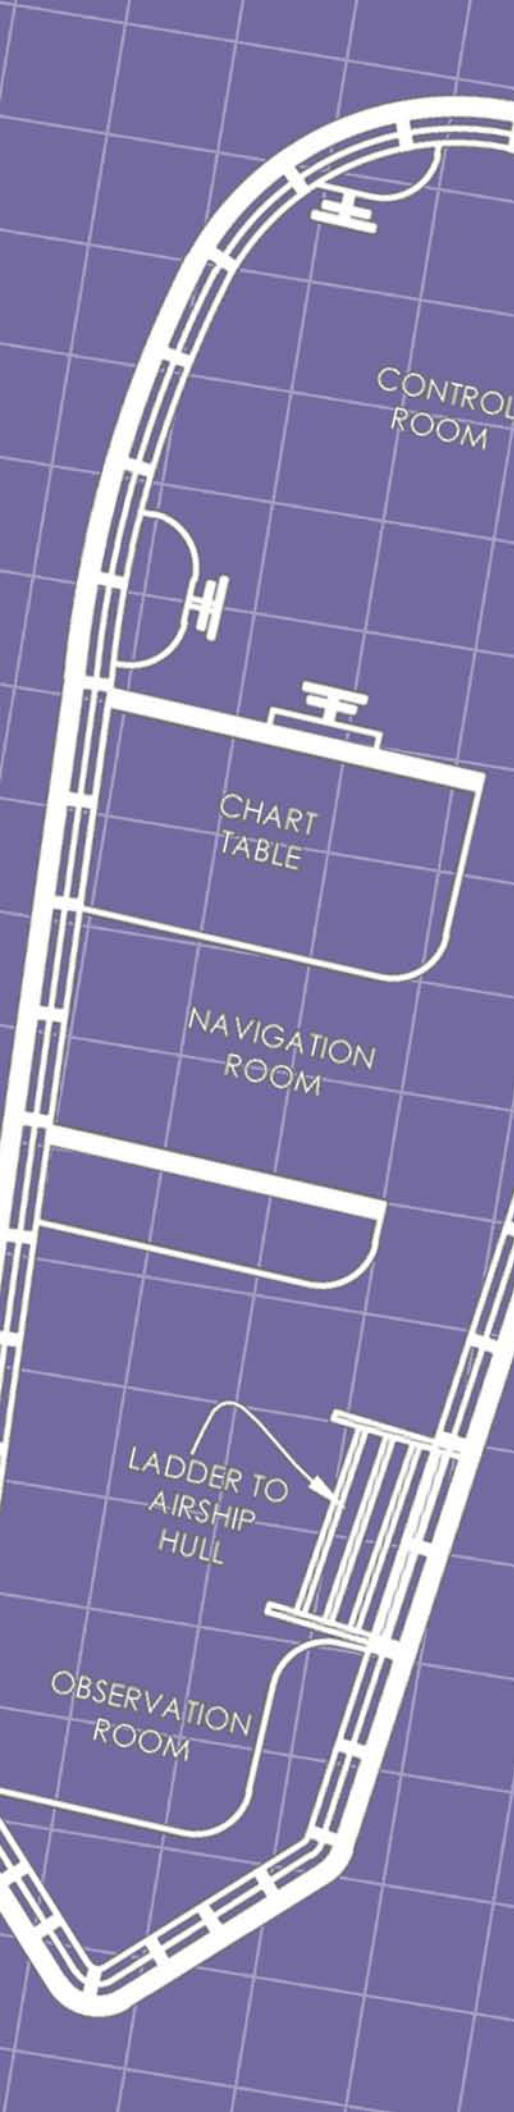 CONTROL
ROOM
CHART
TABLE
NAVIGATION
ROOM
LADDER TO
AIRSHIP
HULL
OBSERVATION
ROOM